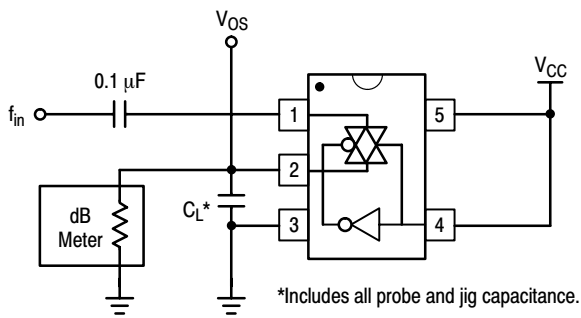 V_OS
0.1 μF
V_CC
f_in
1
5
2
dB
Meter
C_L*
3
4
*Includes all probe and jig capacitance.